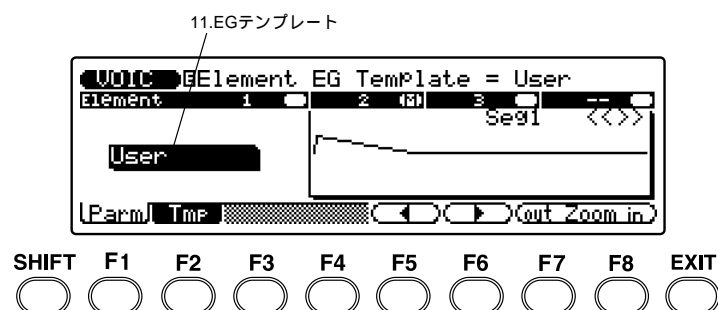 11.EGテンプレート
VOIC Element EG Template = User
Element 1 2 (M) 3 --
Seg1 <<>>
User
Parm Tmp out Zoom in
SHIFT F1 F2 F3 F4 F5 F6 F7 F8 EXIT